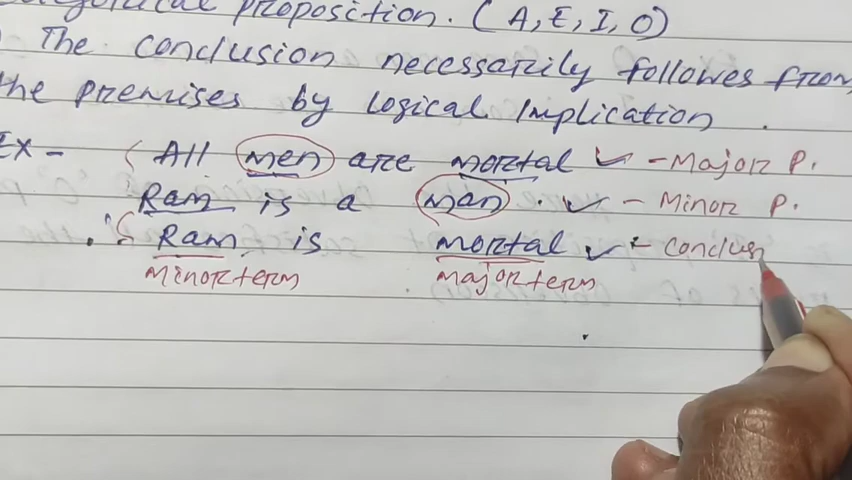 proposition. (A, E, I, O)
The conclusion necessarily followes from
the premises by logical Implication.
Ex - All men are mortal ✓ - Major P.
Ram is a man. ✓ - Minor P.
∴ Ram is mortal ✓ - Conclus
minor term major term